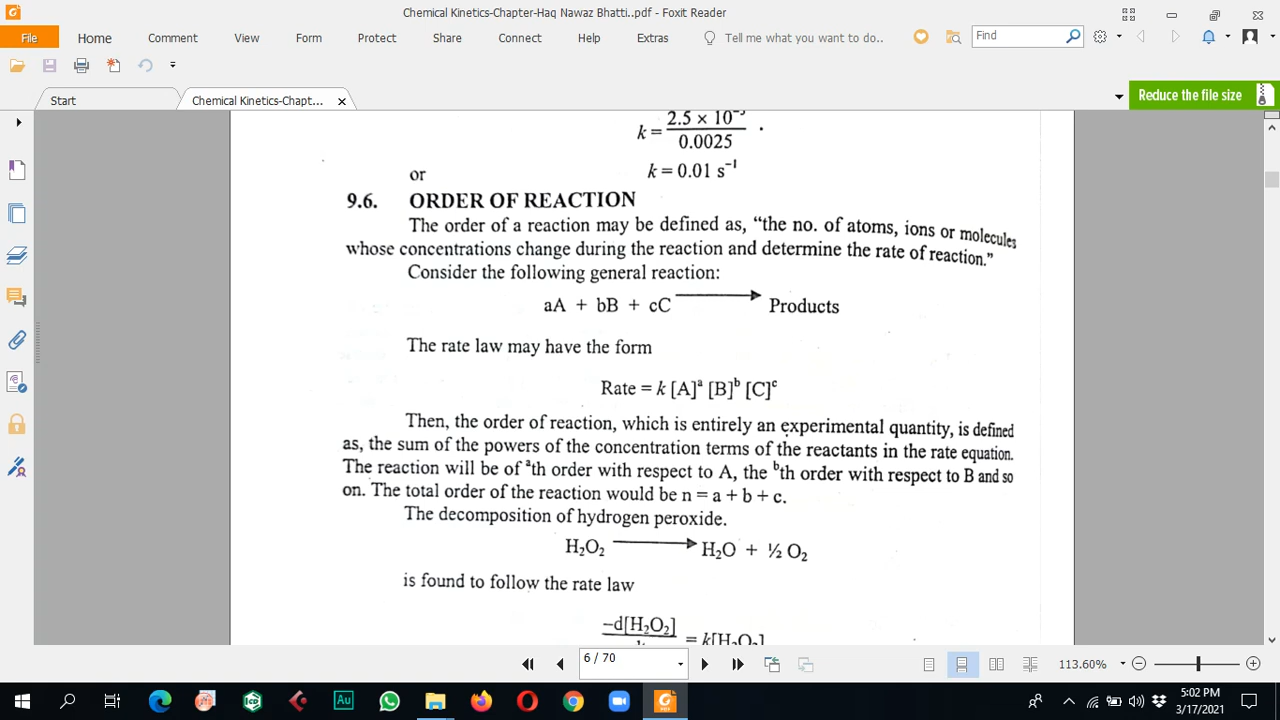 Chemical Kinetics-Chapter-Haq Nawaz Bhatti..pdf - Foxit Reader
File Home Comment View Form Protect Share Connect Help Extras Tell me what you want to do.. Find
Start Chemical Kinetics-Chapt... Reduce the file size
k = 2.5 × 10⁻⁵ / 0.0025
or k = 0.01 s⁻¹
9.6. ORDER OF REACTION
The order of a reaction may be defined as, “the no. of atoms, ions or molecules
whose concentrations change during the reaction and determine the rate of reaction.”
Consider the following general reaction:
aA + bB + cC ⟶ Products
The rate law may have the form
Rate = k [A]ᵃ [B]ᵇ [C]ᶜ
Then, the order of reaction, which is entirely an experimental quantity, is defined
as, the sum of the powers of the concentration terms of the reactants in the rate equation.
The reaction will be of ᵃth order with respect to A, the ᵇth order with respect to B and so
on. The total order of the reaction would be n = a + b + c.
The decomposition of hydrogen peroxide.
H₂O₂ ⟶ H₂O + ½ O₂
is found to follow the rate law
–d[H₂O₂] = k[H₂O₂]
6 / 70 113.60%
Au
5:02 PM
3/17/2021